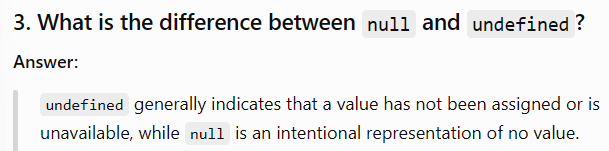 3. What is the difference between null and undefined?
Answer:
undefined generally indicates that a value has not been assigned or is
unavailable, while null is an intentional representation of no value.